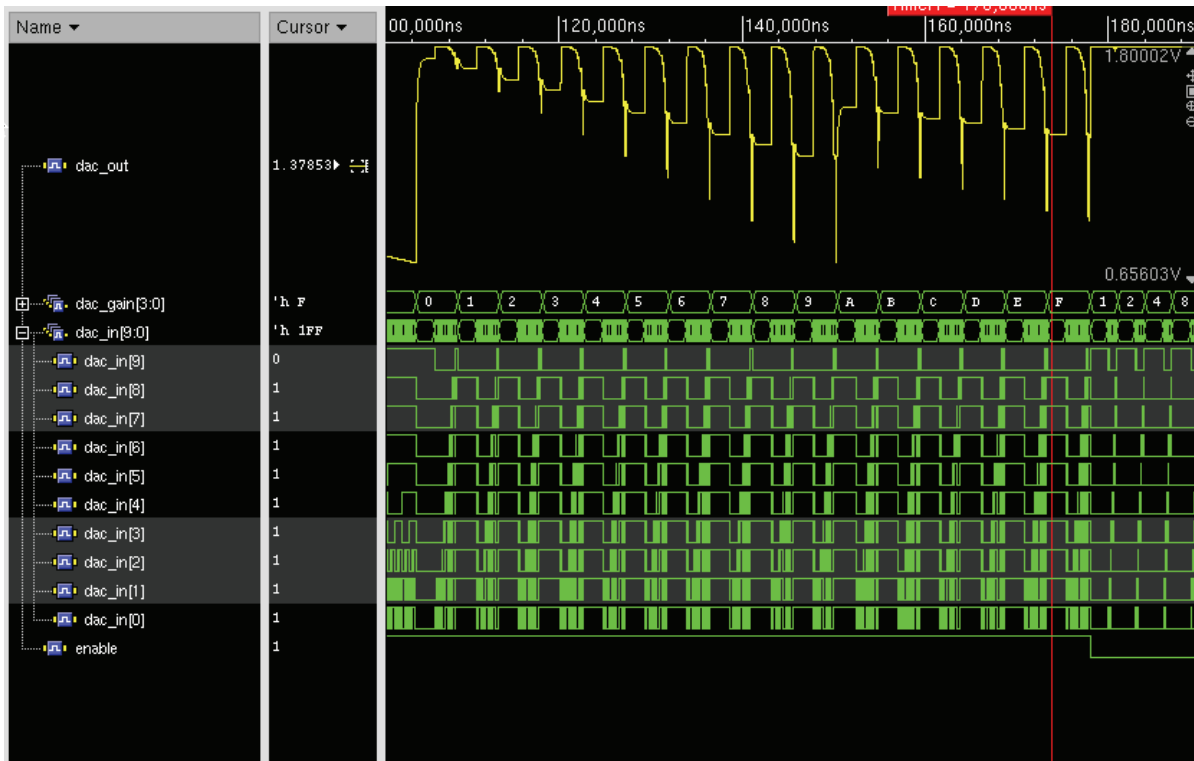 Name Cursor 00,000ns 120,000ns 140,000ns 160,000ns 180,000ns
1.80002V
dac_out 1.37853
0.65603V
dac_gain[3:0] 'h F 0 1 2 3 4 5 6 7 8 9 A B C D E F 1 2 4 8
dac_in[9:0] 'h 1FF
dac_in[9] 0
dac_in[8] 1
dac_in[7] 1
dac_in[6] 1
dac_in[5] 1
dac_in[4] 1
dac_in[3] 1
dac_in[2] 1
dac_in[1] 1
dac_in[0] 1
enable 1